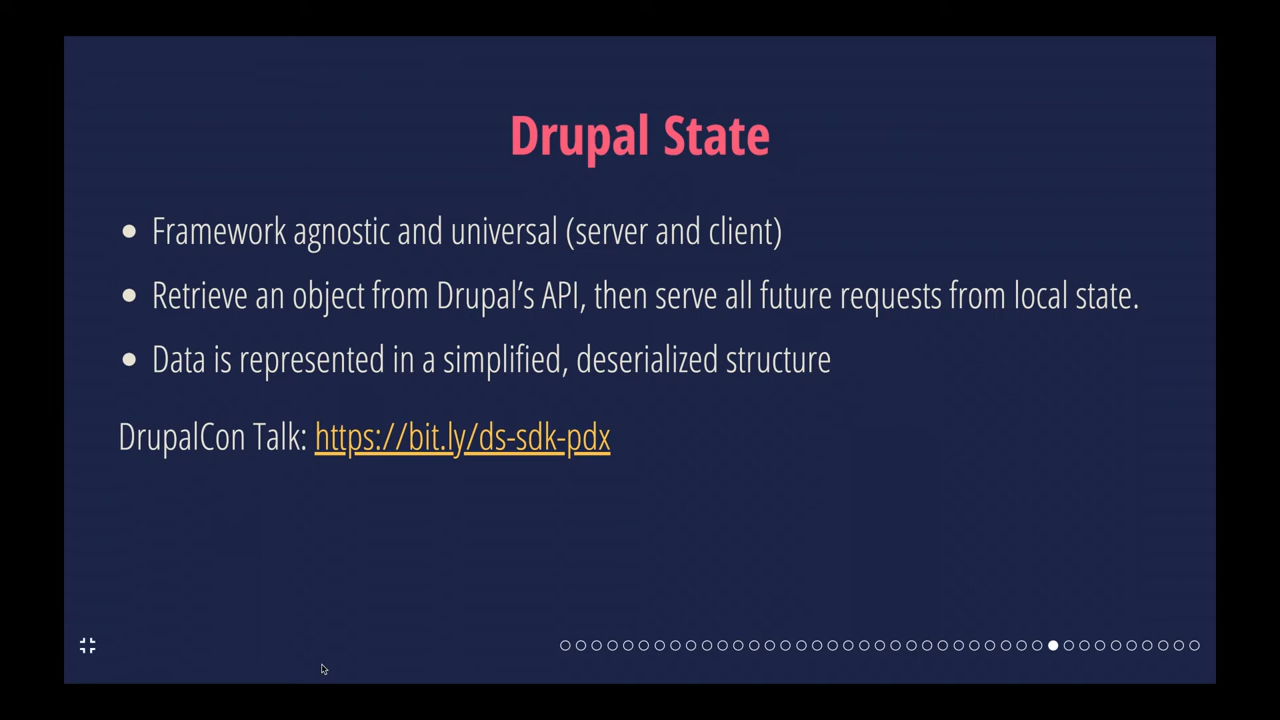 Drupal State
Framework agnostic and universal (server and client)
Retrieve an object from Drupal’s API, then serve all future requests from local state.
Data is represented in a simplified, deserialized structure
DrupalCon Talk: https://bit.ly/ds-sdk-pdx